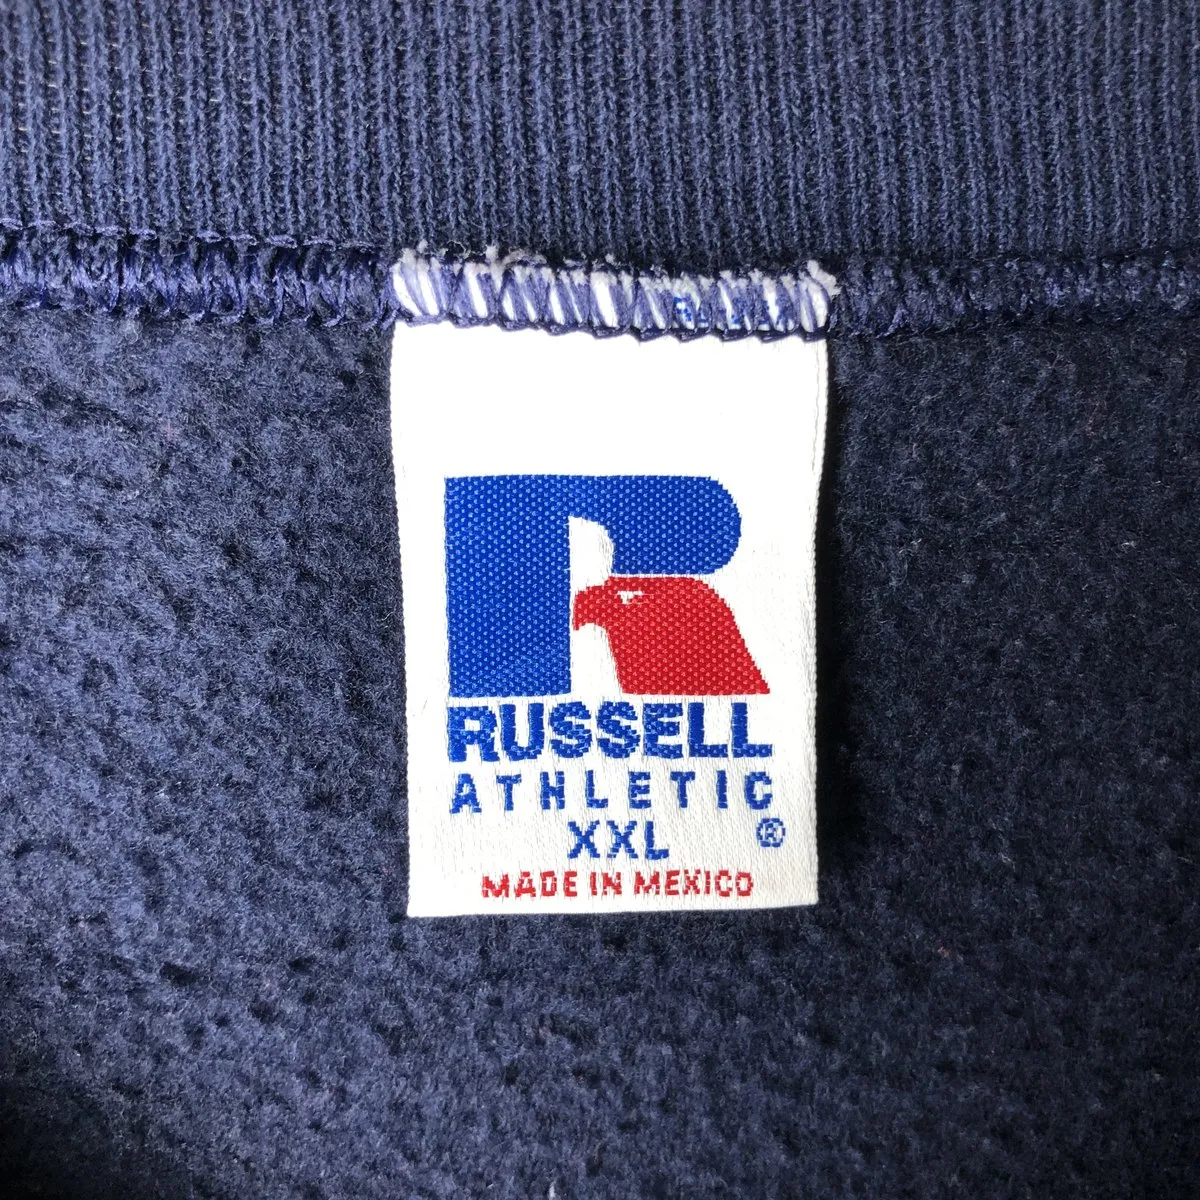 R
RUSSELL
ATHLETIC
XXL ®
MADE IN MEXICO